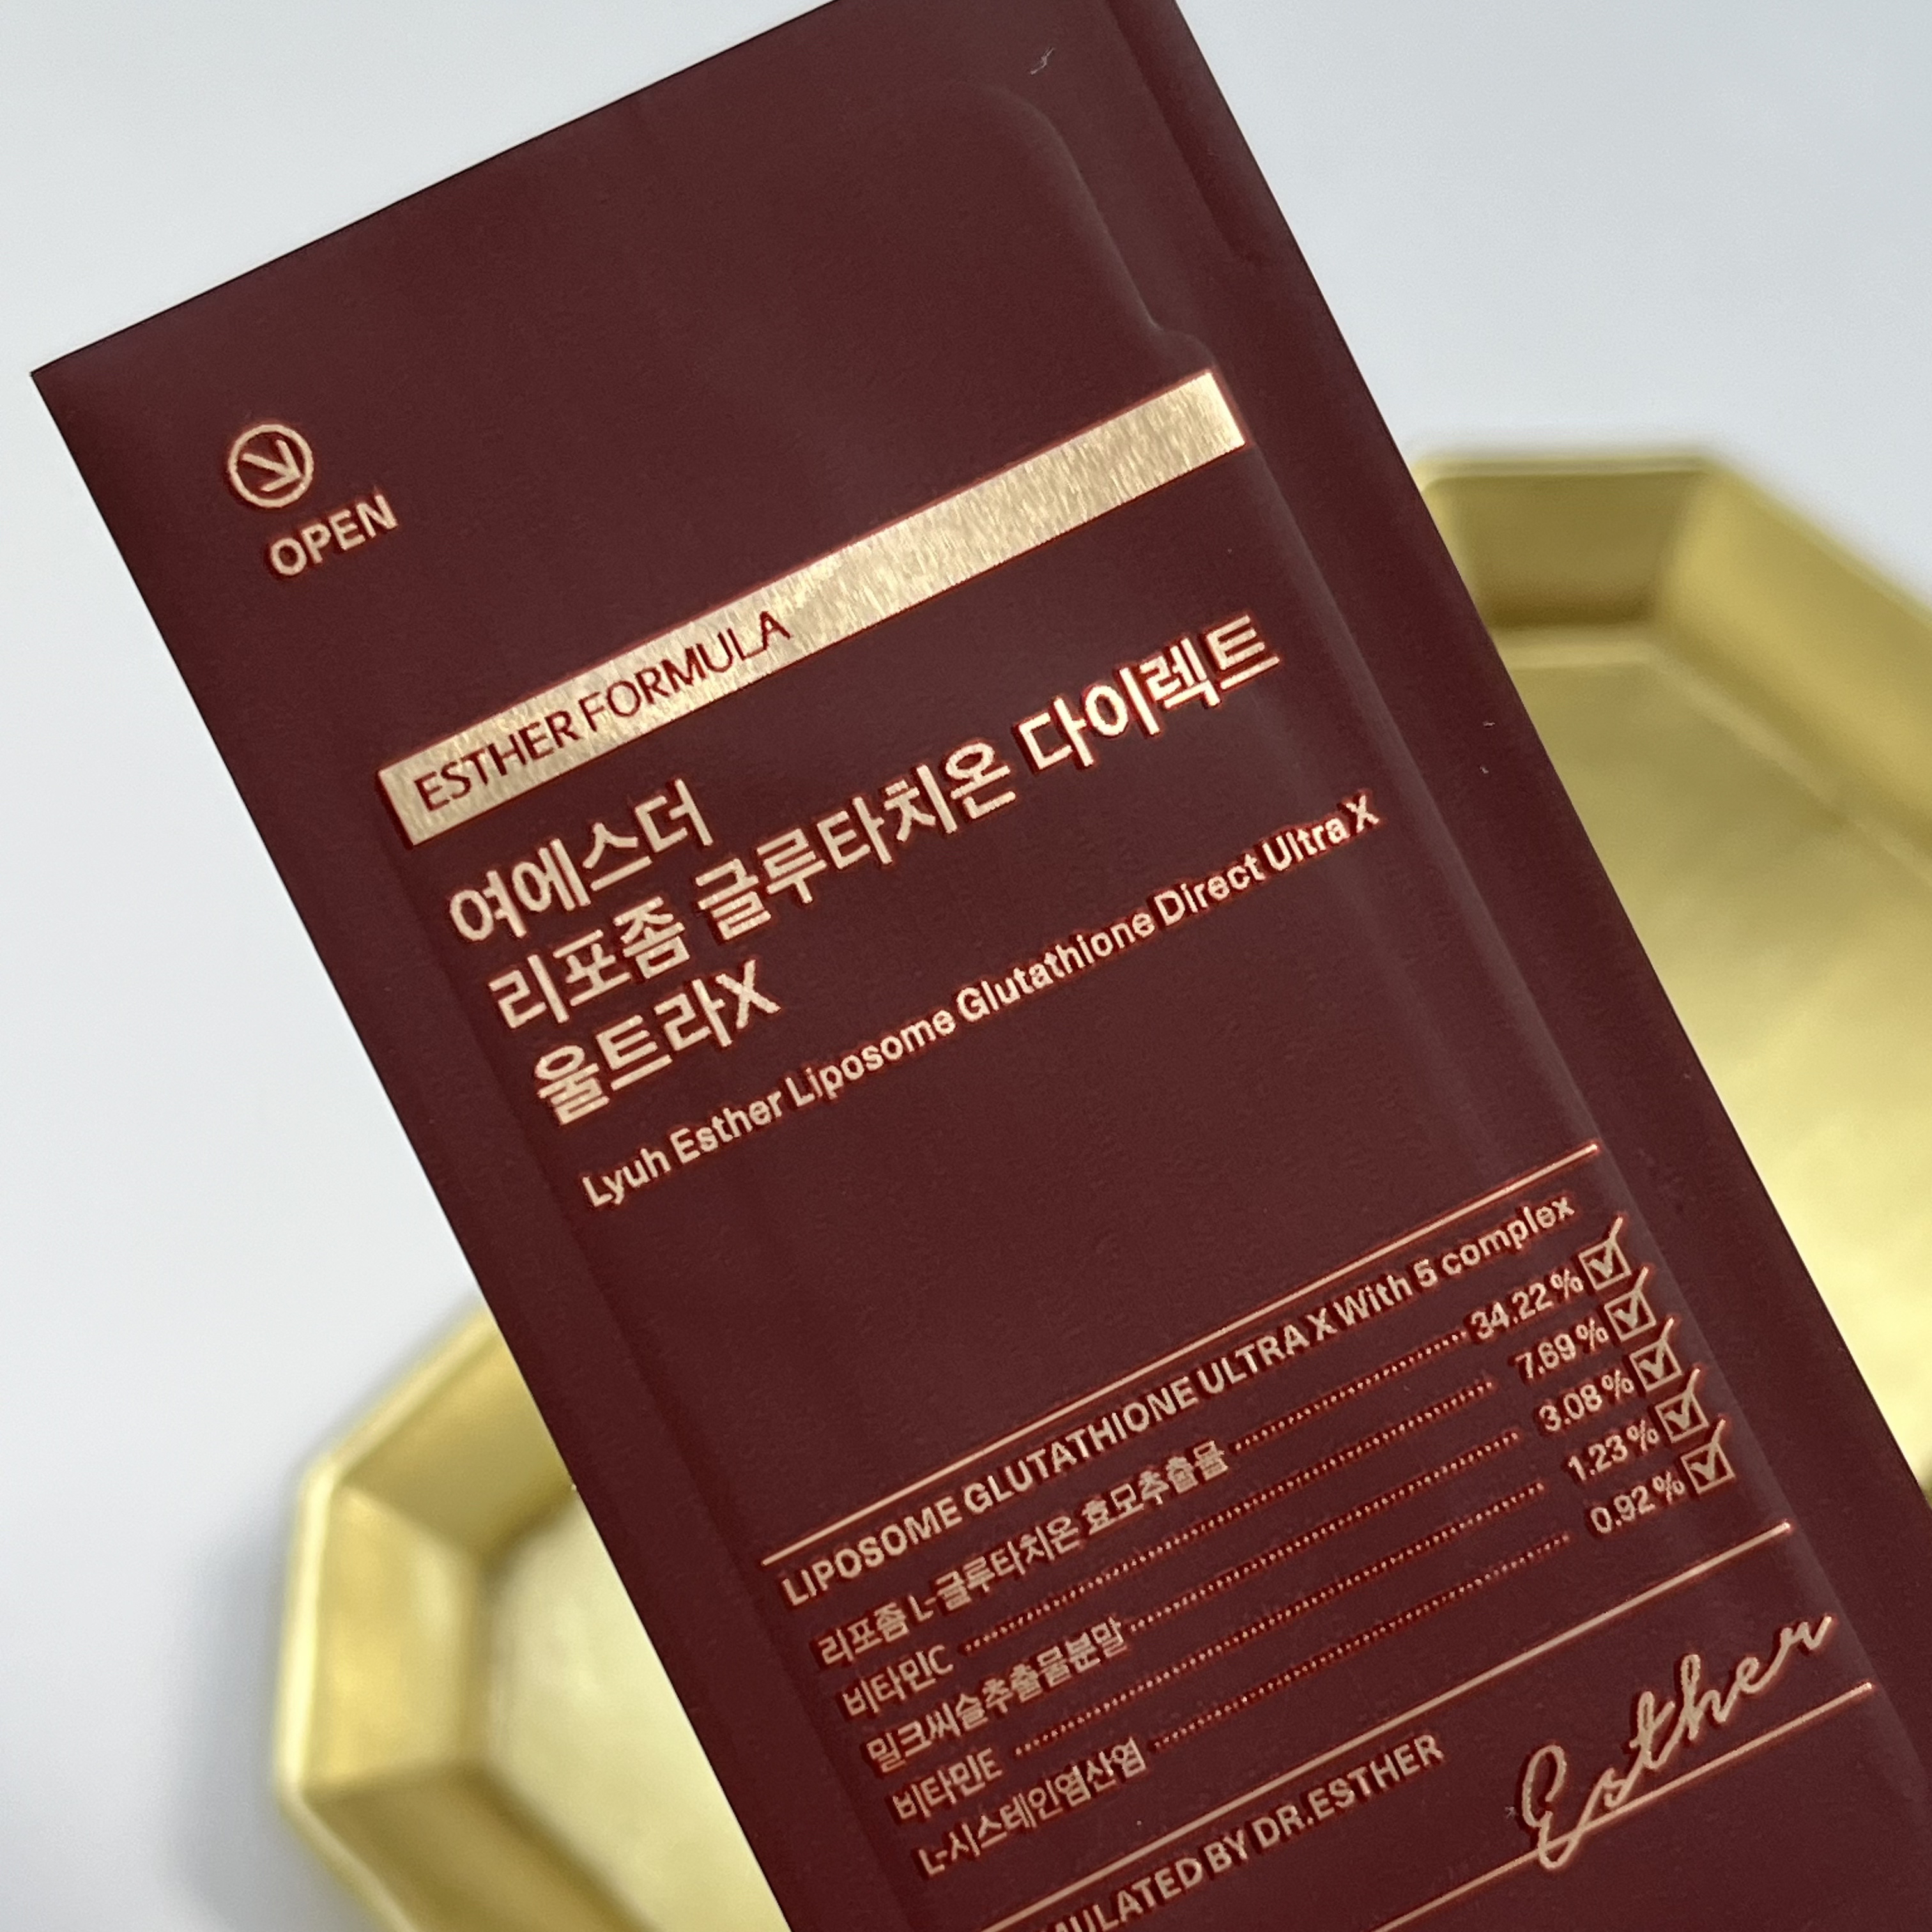 OPEN
ESTHER FORMULA
여에스더
리포좀 글루타치온 다이렉트
울트라X
Lyuh Esther Liposome Glutathione Direct Ultra X
LIPOSOME GLUTATHIONE ULTRA X With 5 complex
리포좀 L-글루타치온 효모추출물 34.22%
비타민C 7.69%
밀크씨슬추출물분말 3.08%
비타민E 1.23%
L-시스테인염산염 0.92%
MULATED BY DR.ESTHER
Esther